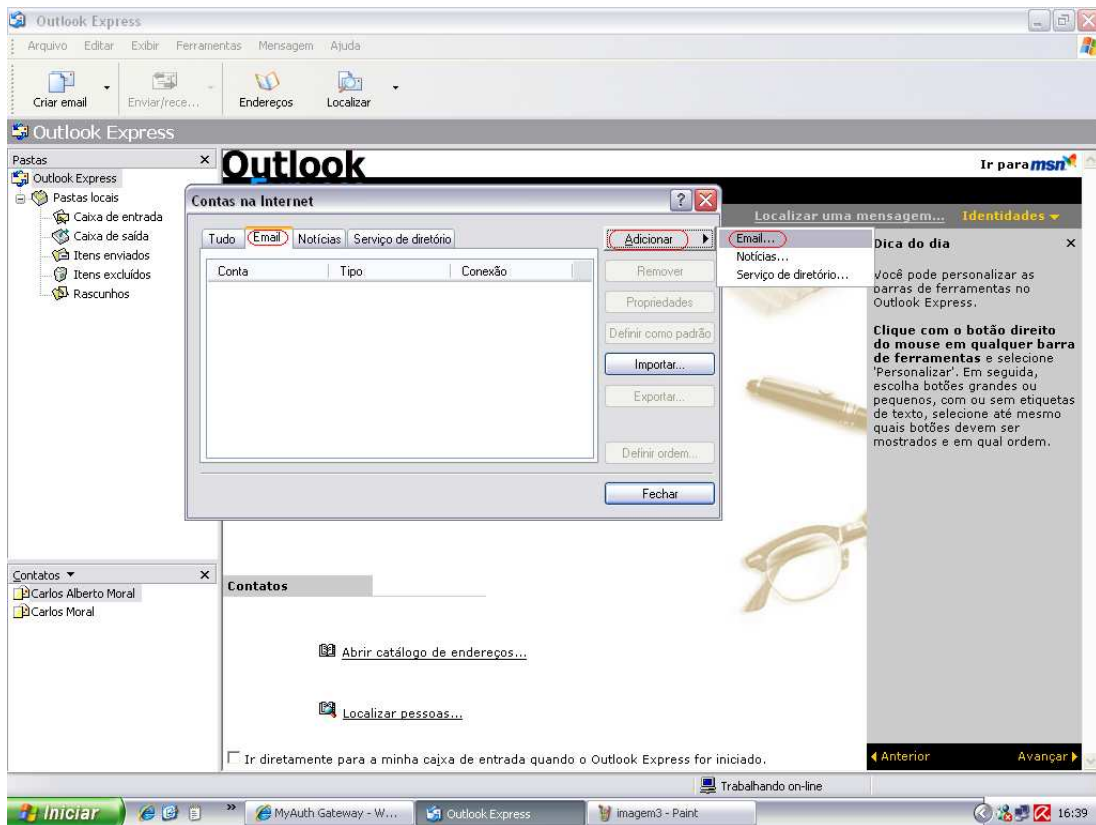 Outlook Express
Arquivo Editar Exibir Ferramentas Mensagem Ajuda
Criar email
Enviar/rece...
Endereços
Localizar
Outlook Express
Pastas
Outlook Express
Pastas locais
Caixa de entrada
Caixa de saída
Itens enviados
Itens excluídos
Rascunhos
Outlook
Ir para msn
Localizar uma mensagem... Identidades
Contas na Internet
Tudo Email Notícias Serviço de diretório
Conta Tipo Conexão
Adicionar
Remover
Propriedades
Definir como padrão
Importar...
Exportar...
Definir ordem...
Fechar
Email...
Notícias...
Serviço de diretório...
Dica do dia
Você pode personalizar as
barras de ferramentas no
Outlook Express.
Clique com o botão direito
do mouse em qualquer barra
de ferramentas e selecione
'Personalizar'. Em seguida,
escolha botões grandes ou
pequenos, com ou sem etiquetas
de texto, selecione até mesmo
quais botões devem ser
mostrados e em qual ordem.
Contatos
Carlos Alberto Moral
Carlos Moral
Contatos
Abrir catálogo de endereços...
Localizar pessoas...
Ir diretamente para a minha caixa de entrada quando o Outlook Express for iniciado.
Anterior Avançar
Trabalhando on-line
Iniciar
MyAuth Gateway - W...
Outlook Express
imagem3 - Paint
16:39